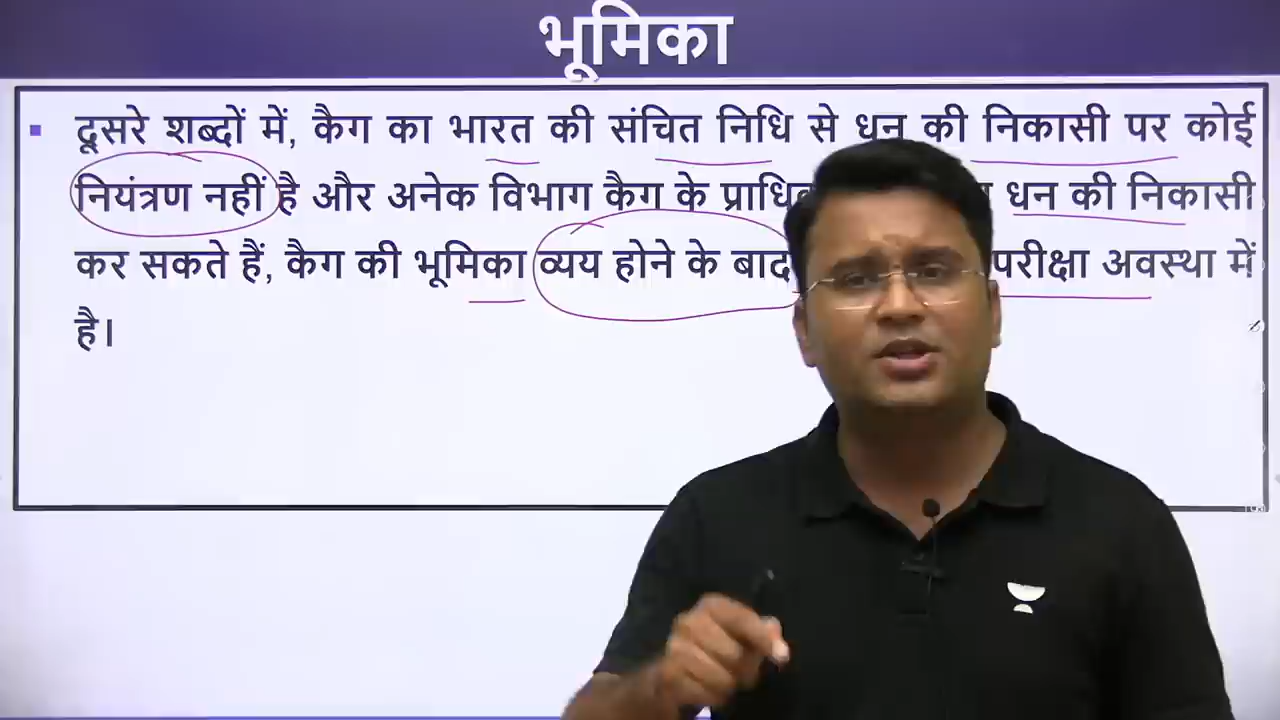 भूमिका
दूसरे शब्दों में, कैग का भारत की संचित निधि से धन की निकासी पर कोई
नियंत्रण नहीं है और अनेक विभाग कैग के धन की निकासी
कर सकते हैं, कैग की भूमिका व्यय होने के बाद परीक्षा अवस्था में
है।